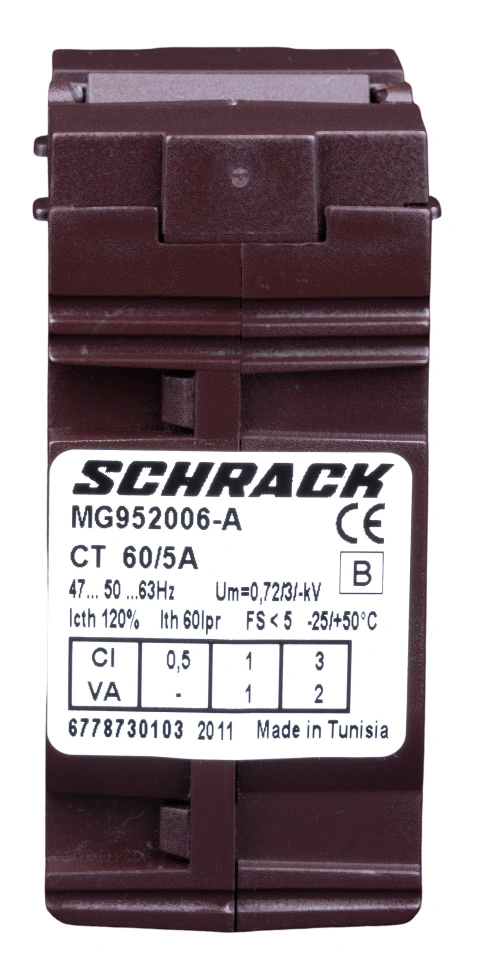 SCHRACK
MG952006-A CE
CT 60/5A B
47... 50 ...63Hz Um=0,72/3/-kV
Icth 120% Ith 60Ipr FS < 5 -25/+50°C
CI 0,5 1 3
VA - 1 2
6778730103 2011 Made in Tunisia